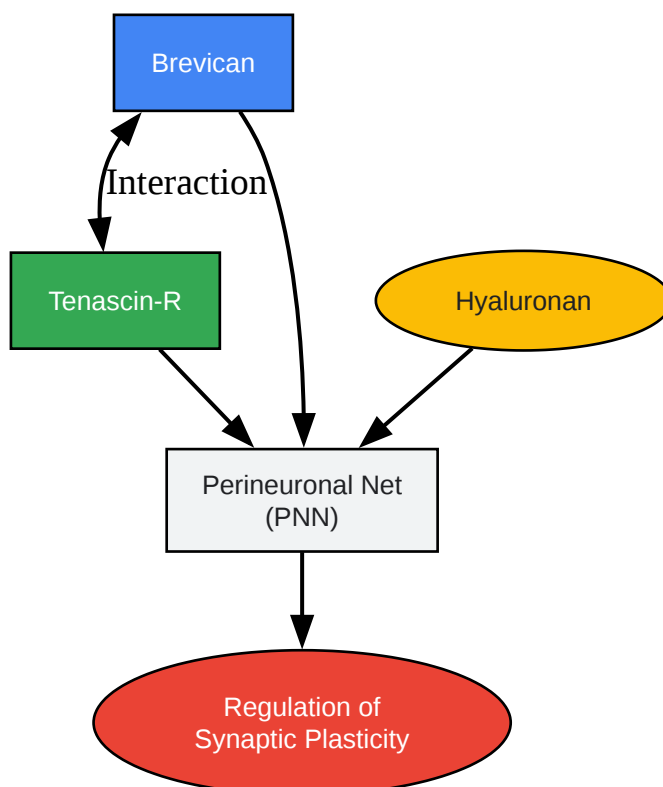 Brevican
Interaction
Tenascin-R
Hyaluronan
Perineuronal Net
(PNN)
Regulation of
Synaptic Plasticity